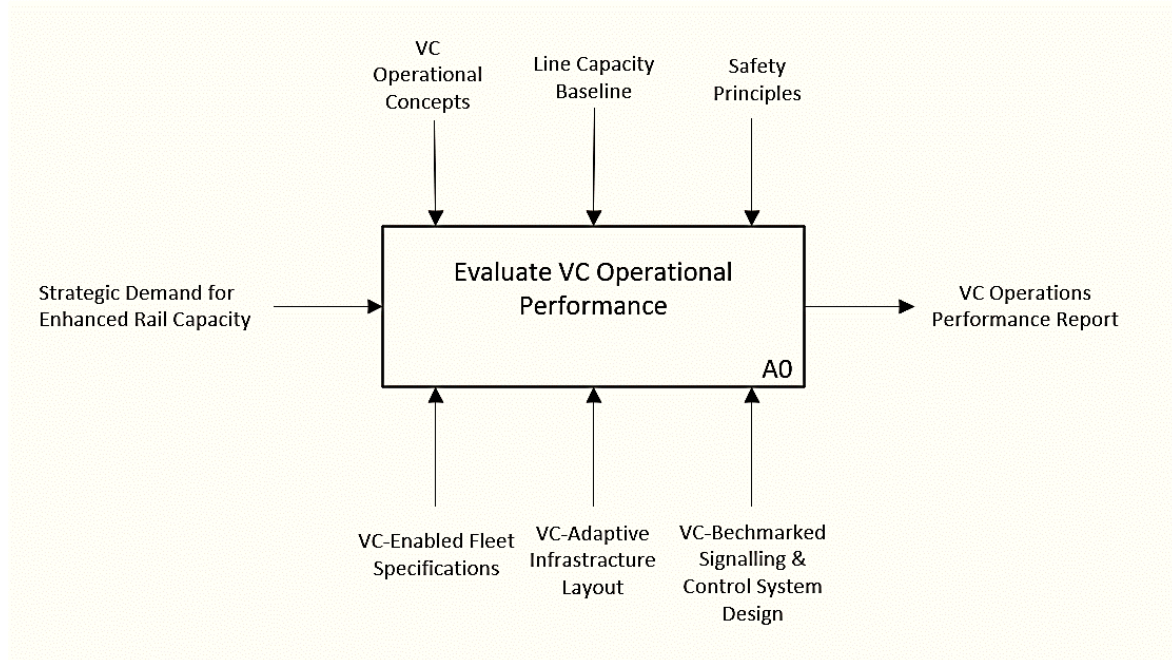 VC
Operational
Concepts
Line Capacity
Baseline
Safety
Principles
Strategic Demand for
Enhanced Rail Capacity
Evaluate VC Operational
Performance
A0
VC Operations
Performance Report
VC-Enabled Fleet
Specifications
VC-Adaptive
Infrastracture
Layout
VC-Bechmarked
Signalling &
Control System
Design